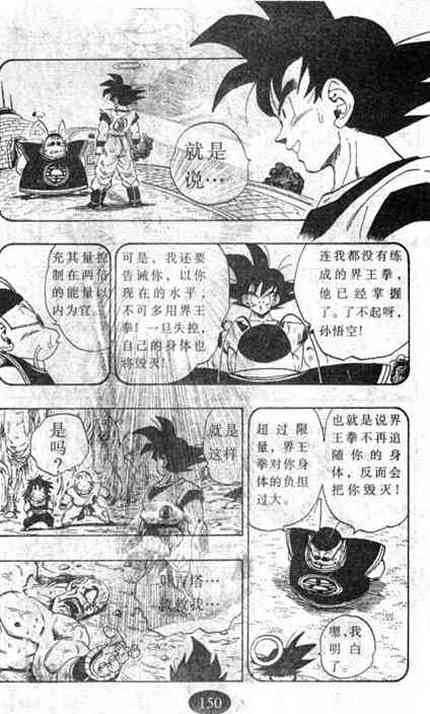 就是
说…
连我都没有练
成的界王拳，
他已经掌握
了。了不起呀，
孙悟空！
可是，我还要
告诫你，以你
现在的水平，
不可多用界王
拳！一旦失控，
自己的身体也
将毁灭！
充其量控
制在两倍
的能量以
内为宜。
也就是说界
王拳不再追
随你的身
体，反而会
把你毁灭！
超过限
量，界王
拳对你身
体的负担
过大。
嗯，我
明白
了。
就是
这样
是
吗？
救救我…
150